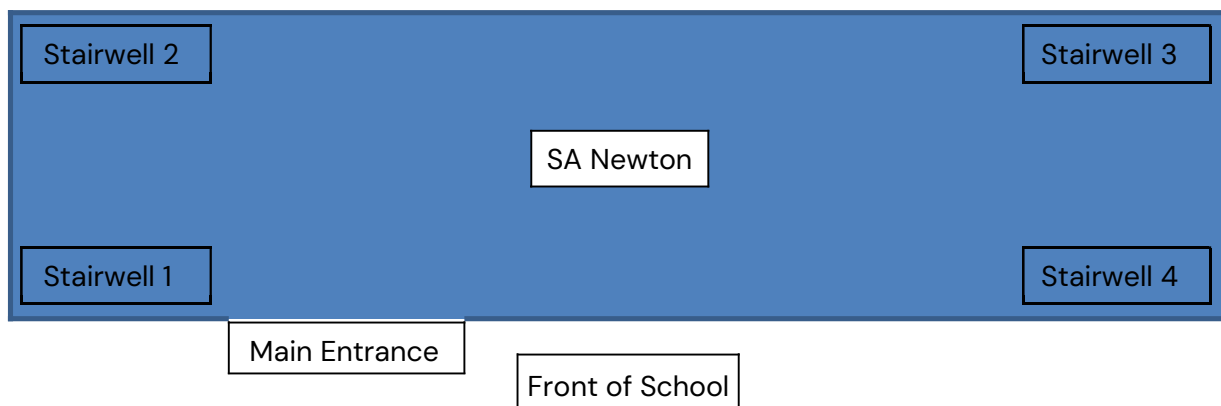 Stairwell 2
Stairwell 3
SA Newton
Stairwell 1
Stairwell 4
Main Entrance
Front of School